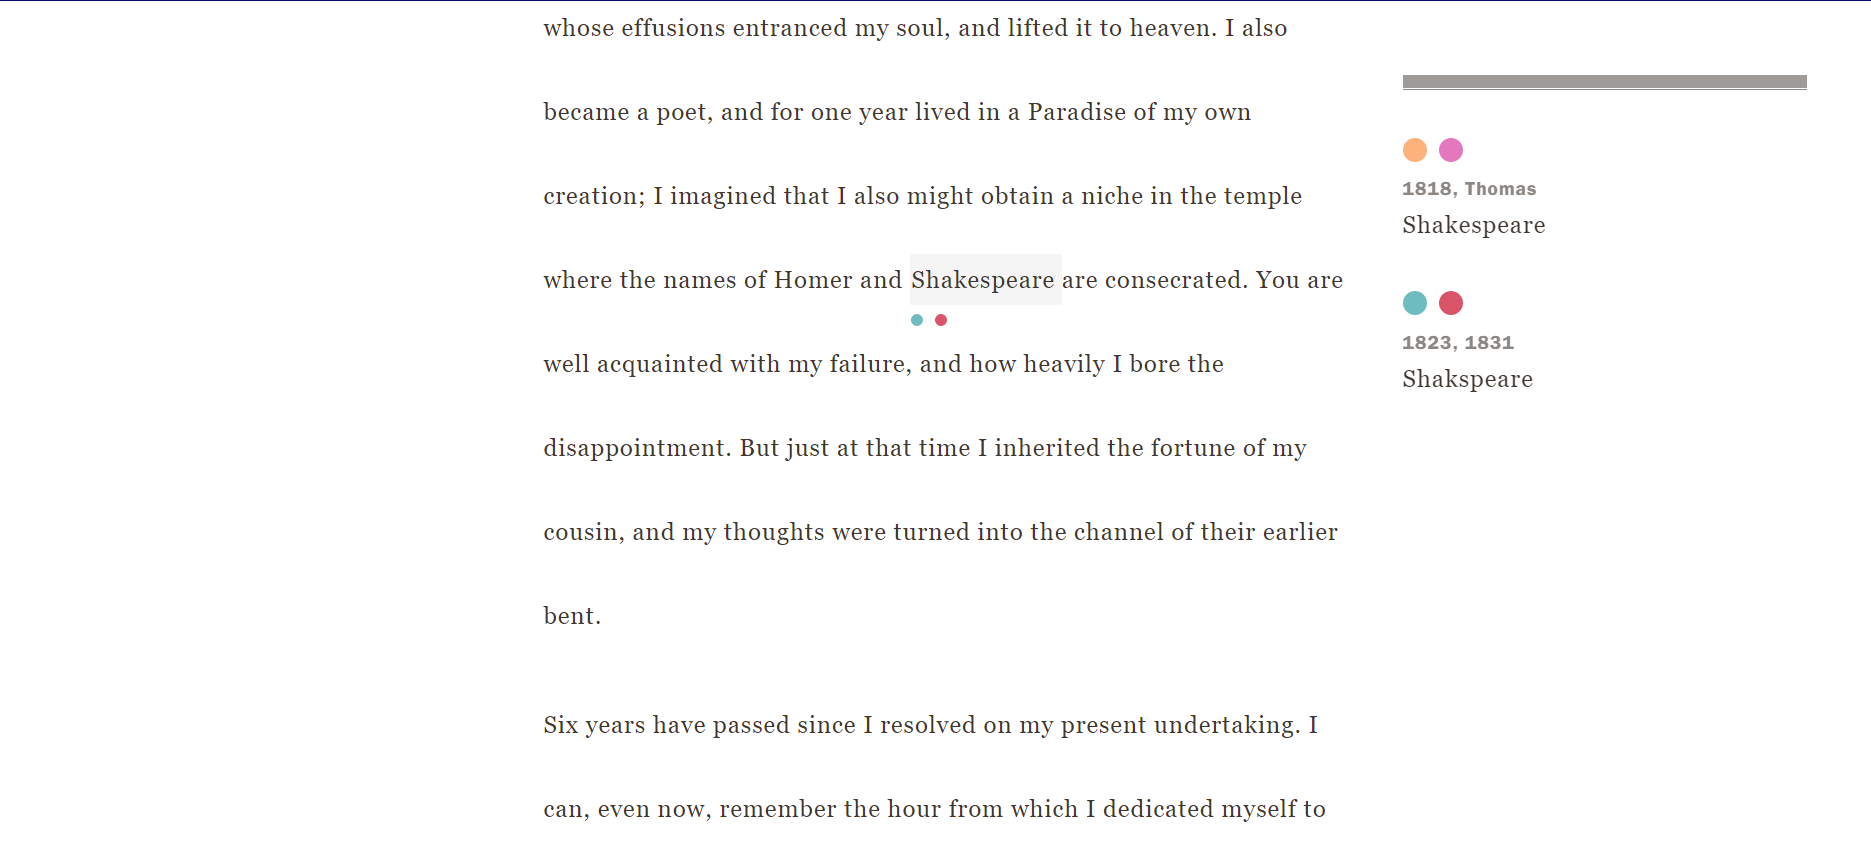 whose effusions entranced my soul, and lifted it to heaven. I also
became a poet, and for one year lived in a Paradise of my own
creation; I imagined that I also might obtain a niche in the temple
where the names of Homer and Shakespeare are consecrated. You are
well acquainted with my failure, and how heavily I bore the
disappointment. But just at that time I inherited the fortune of my
cousin, and my thoughts were turned into the channel of their earlier
bent.
Six years have passed since I resolved on my present undertaking. I
can, even now, remember the hour from which I dedicated myself to
1818, Thomas
Shakespeare
1823, 1831
Shakspeare